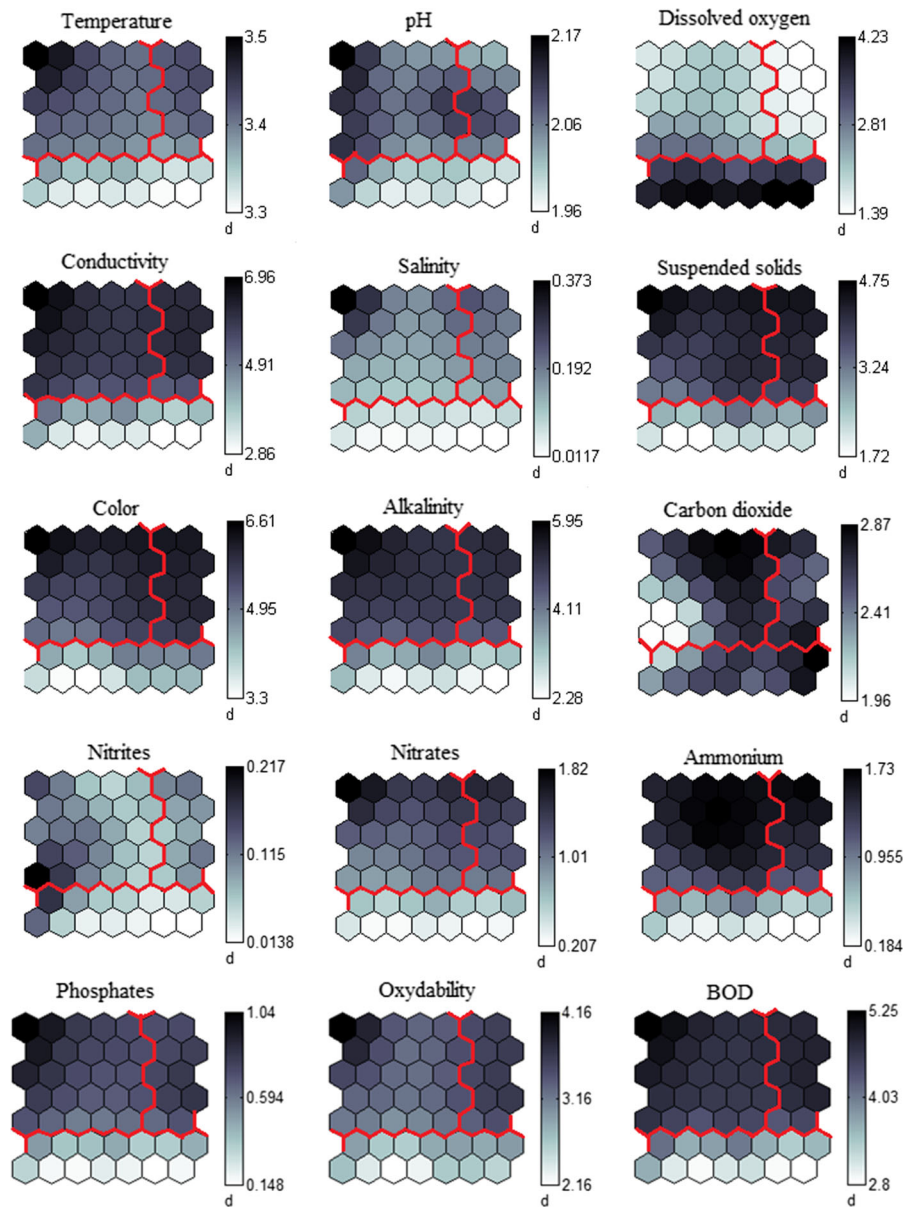 Temperature
3.5
3.4
3.3
d
pH
2.17
2.06
1.96
d
Dissolved oxygen
4.23
2.81
1.39
d
Conductivity
6.96
4.91
2.86
d
Salinity
0.373
0.192
0.0117
d
Suspended solids
4.75
3.24
1.72
d
Color
6.61
4.95
3.3
d
Alkalinity
5.95
4.11
2.28
d
Carbon dioxide
2.87
2.41
1.96
d
Nitrites
0.217
0.115
0.0138
d
Nitrates
1.82
1.01
0.207
d
Ammonium
1.73
0.955
0.184
d
Phosphates
1.04
0.594
0.148
d
Oxydability
4.16
3.16
2.16
d
BOD
5.25
4.03
2.8
d